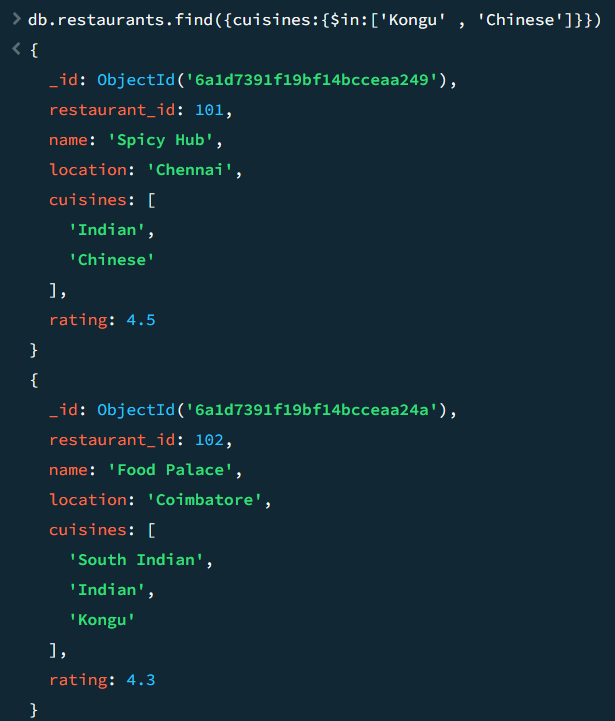 > db.restaurants.find({cuisines:{$in:['Kongu' , 'Chinese']}})
< {
_id: ObjectId('6a1d7391f19bf14bcceaa249'),
restaurant_id: 101,
name: 'Spicy Hub',
location: 'Chennai',
cuisines: [
'Indian',
'Chinese'
],
rating: 4.5
}
{
_id: ObjectId('6a1d7391f19bf14bcceaa24a'),
restaurant_id: 102,
name: 'Food Palace',
location: 'Coimbatore',
cuisines: [
'South Indian',
'Indian',
'Kongu'
],
rating: 4.3
}